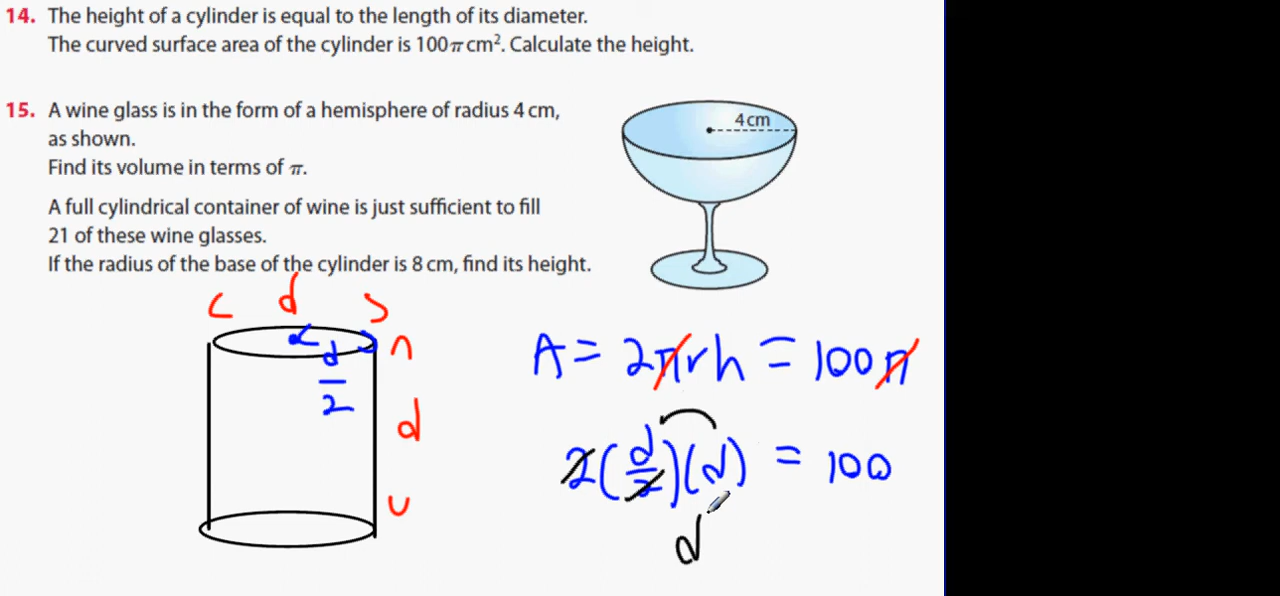 14. The height of a cylinder is equal to the length of its diameter.
The curved surface area of the cylinder is 100π cm². Calculate the height.
15. A wine glass is in the form of a hemisphere of radius 4 cm,
as shown.
Find its volume in terms of π.
A full cylindrical container of wine is just sufficient to fill
21 of these wine glasses.
If the radius of the base of the cylinder is 8 cm, find its height.
4 cm
d
d/2
d
A = 2πrh = 100π
2(d/2)(d) = 100
d